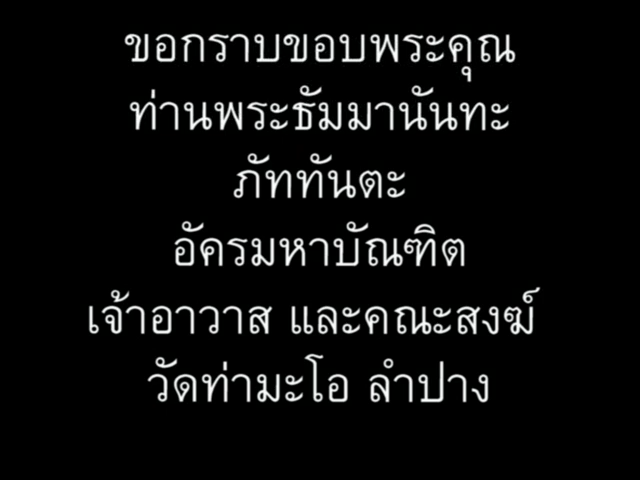 ขอกราบขอบพระคุณ
ท่านพระธัมมานันทะ
ภัททันตะ
อัครมหาบัณฑิต
เจ้าอาวาส และคณะสงฆ์
วัดท่ามะโอ ลำปาง